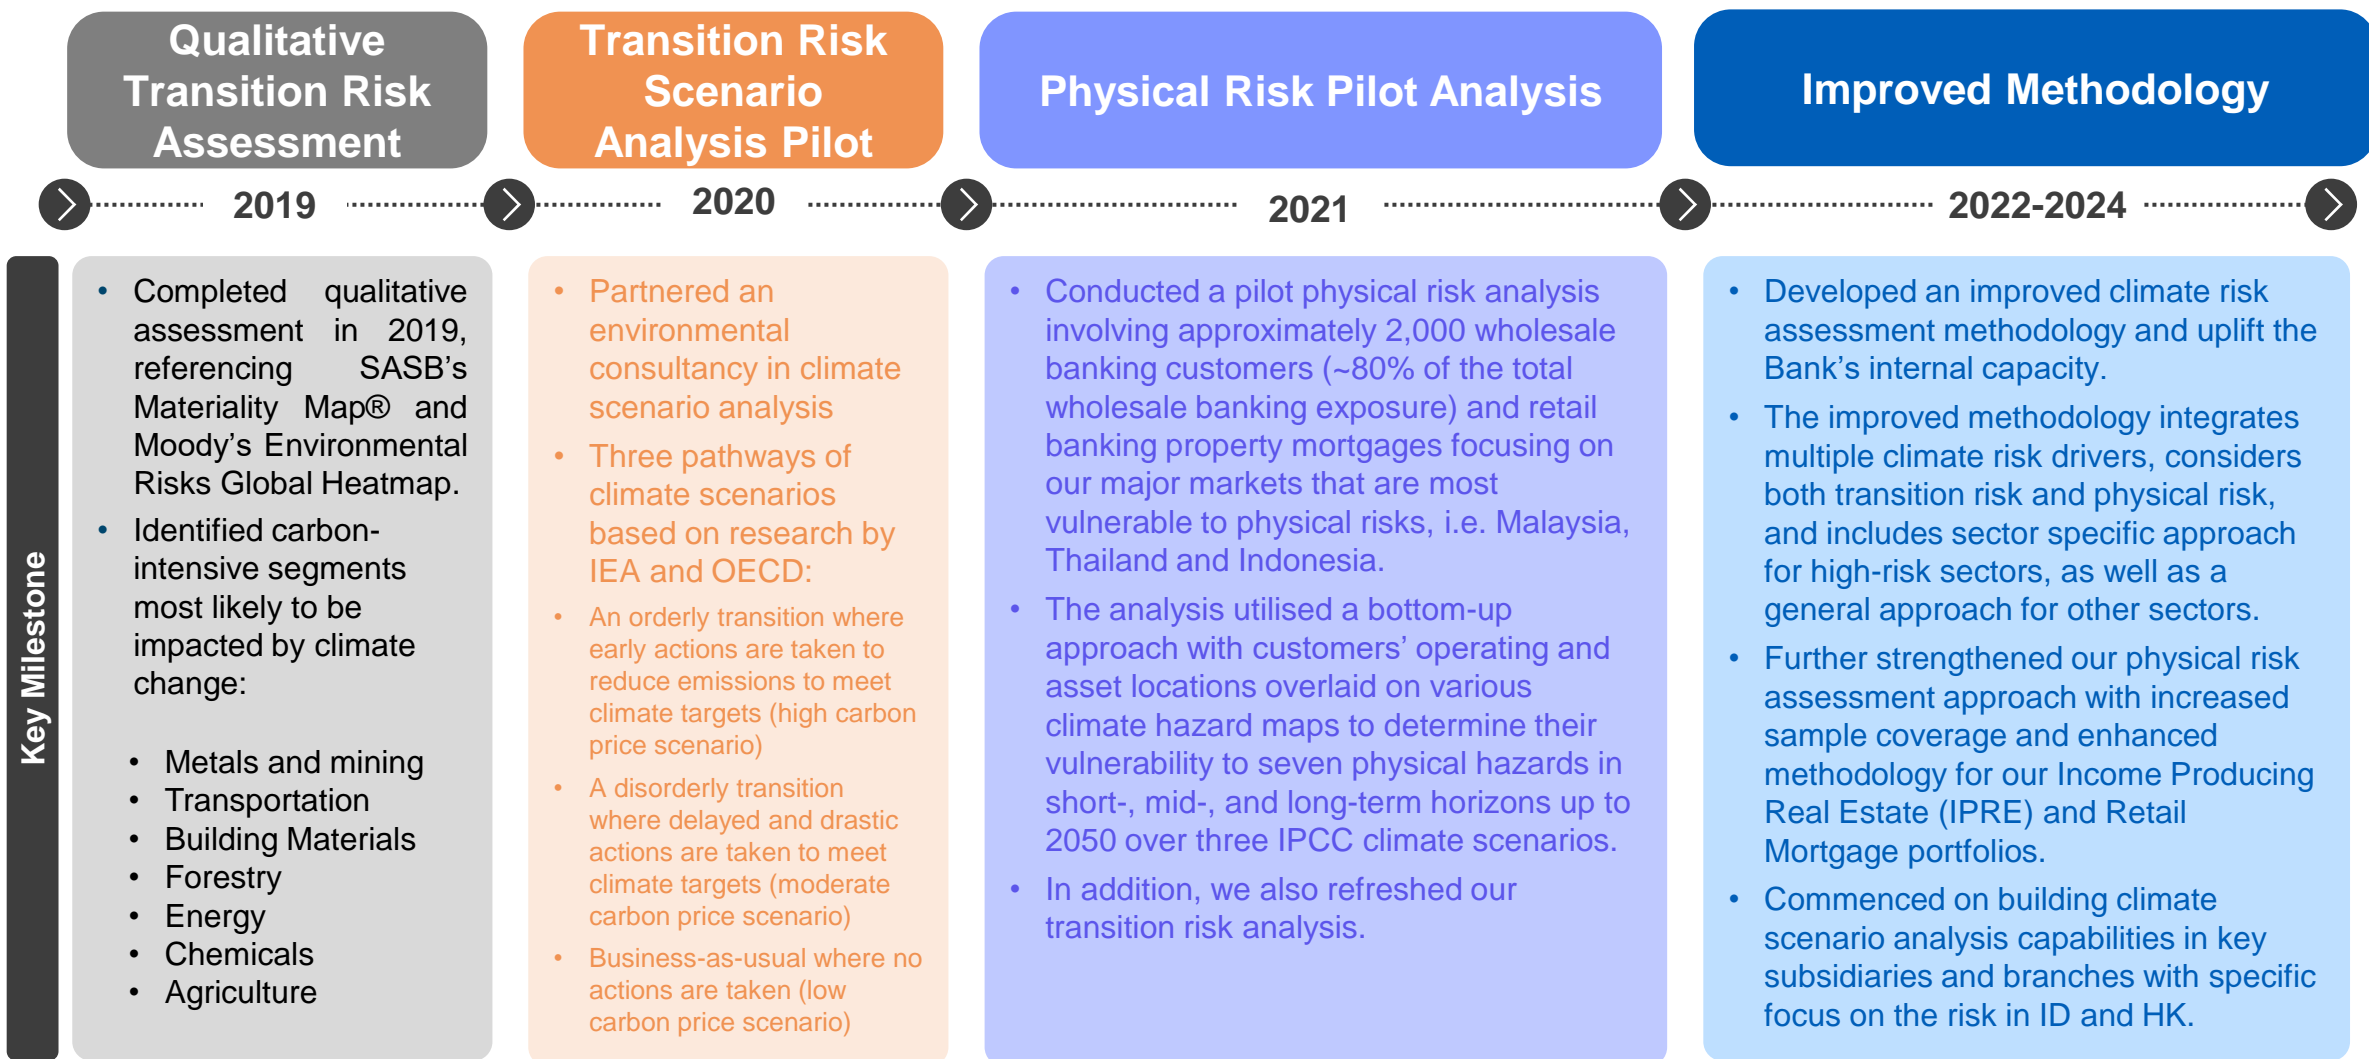 Qualitative
Transition Risk
Assessment
Transition Risk
Scenario
Analysis Pilot
Physical Risk Pilot Analysis
Improved Methodology
2019
2020
2021
2022-2024
Key Milestone
• Completed qualitative
assessment in 2019,
referencing SASB’s
Materiality Map® and
Moody’s Environmental
Risks Global Heatmap.
• Identified carbon-
intensive segments
most likely to be
impacted by climate
change:
• Metals and mining
• Transportation
• Building Materials
• Forestry
• Energy
• Chemicals
• Agriculture
• Partnered an
environmental
consultancy in climate
scenario analysis
• Three pathways of
climate scenarios
based on research by
IEA and OECD:
• An orderly transition where
early actions are taken to
reduce emissions to meet
climate targets (high carbon
price scenario)
• A disorderly transition
where delayed and drastic
actions are taken to meet
climate targets (moderate
carbon price scenario)
• Business-as-usual where no
actions are taken (low
carbon price scenario)
• Conducted a pilot physical risk analysis
involving approximately 2,000 wholesale
banking customers (~80% of the total
wholesale banking exposure) and retail
banking property mortgages focusing on
our major markets that are most
vulnerable to physical risks, i.e. Malaysia,
Thailand and Indonesia.
• The analysis utilised a bottom-up
approach with customers’ operating and
asset locations overlaid on various
climate hazard maps to determine their
vulnerability to seven physical hazards in
short-, mid-, and long-term horizons up to
2050 over three IPCC climate scenarios.
• In addition, we also refreshed our
transition risk analysis.
• Developed an improved climate risk
assessment methodology and uplift the
Bank’s internal capacity.
• The improved methodology integrates
multiple climate risk drivers, considers
both transition risk and physical risk,
and includes sector specific approach
for high-risk sectors, as well as a
general approach for other sectors.
• Further strengthened our physical risk
assessment approach with increased
sample coverage and enhanced
methodology for our Income Producing
Real Estate (IPRE) and Retail
Mortgage portfolios.
• Commenced on building climate
scenario analysis capabilities in key
subsidiaries and branches with specific
focus on the risk in ID and HK.